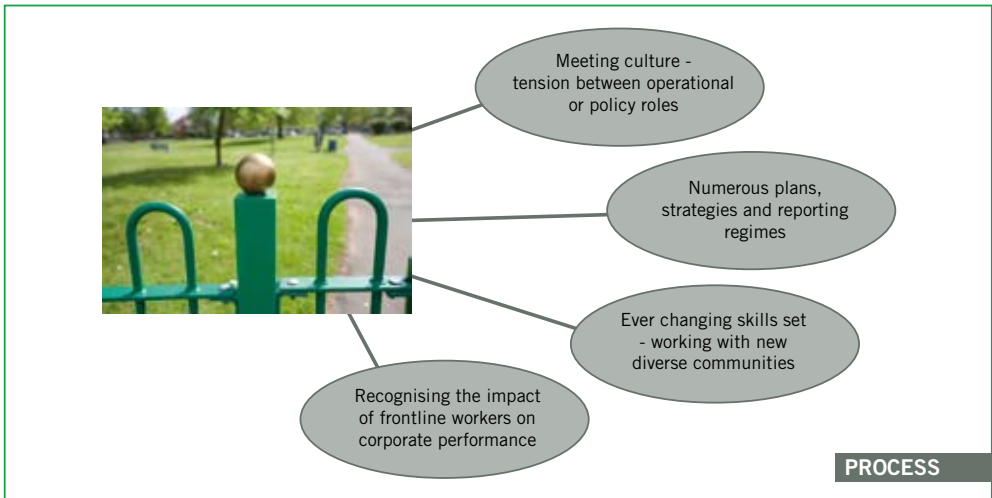 Meeting culture -
tension between operational
or policy roles
Numerous plans,
strategies and reporting
regimes
Ever changing skills set
- working with new
diverse communities
Recognising the impact
of frontline workers on
corporate performance
PROCESS